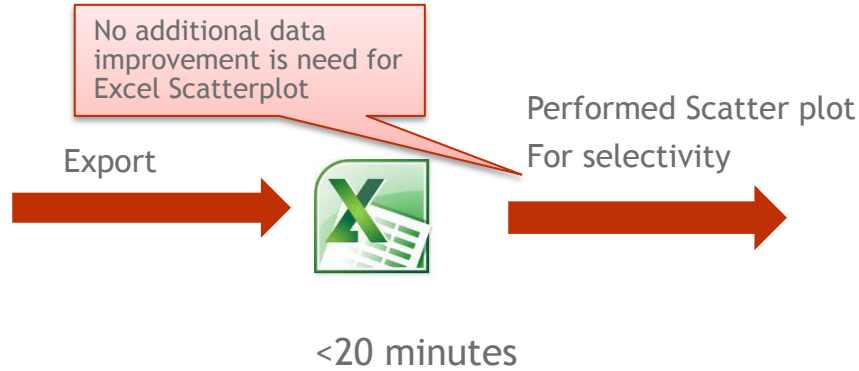 No additional data
improvement is need for
Excel Scatterplot
Performed Scatter plot
For selectivity
Export
<20 minutes